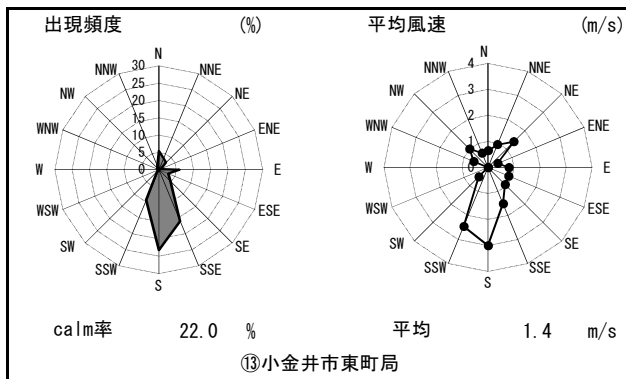 出現頻度 (%)
N
NNE
NE
ENE
E
ESE
SE
SSE
S
SSW
SW
WSW
W
WNW
NW
NNW
30
25
20
15
10
5
0
calm率 22.0 %
平均風速 (m/s)
N
NNE
NE
ENE
E
ESE
SE
SSE
S
SSW
SW
WSW
W
WNW
NW
NNW
4
3
2
1
0
平均 1.4 m/s
⑬小金井市東町局